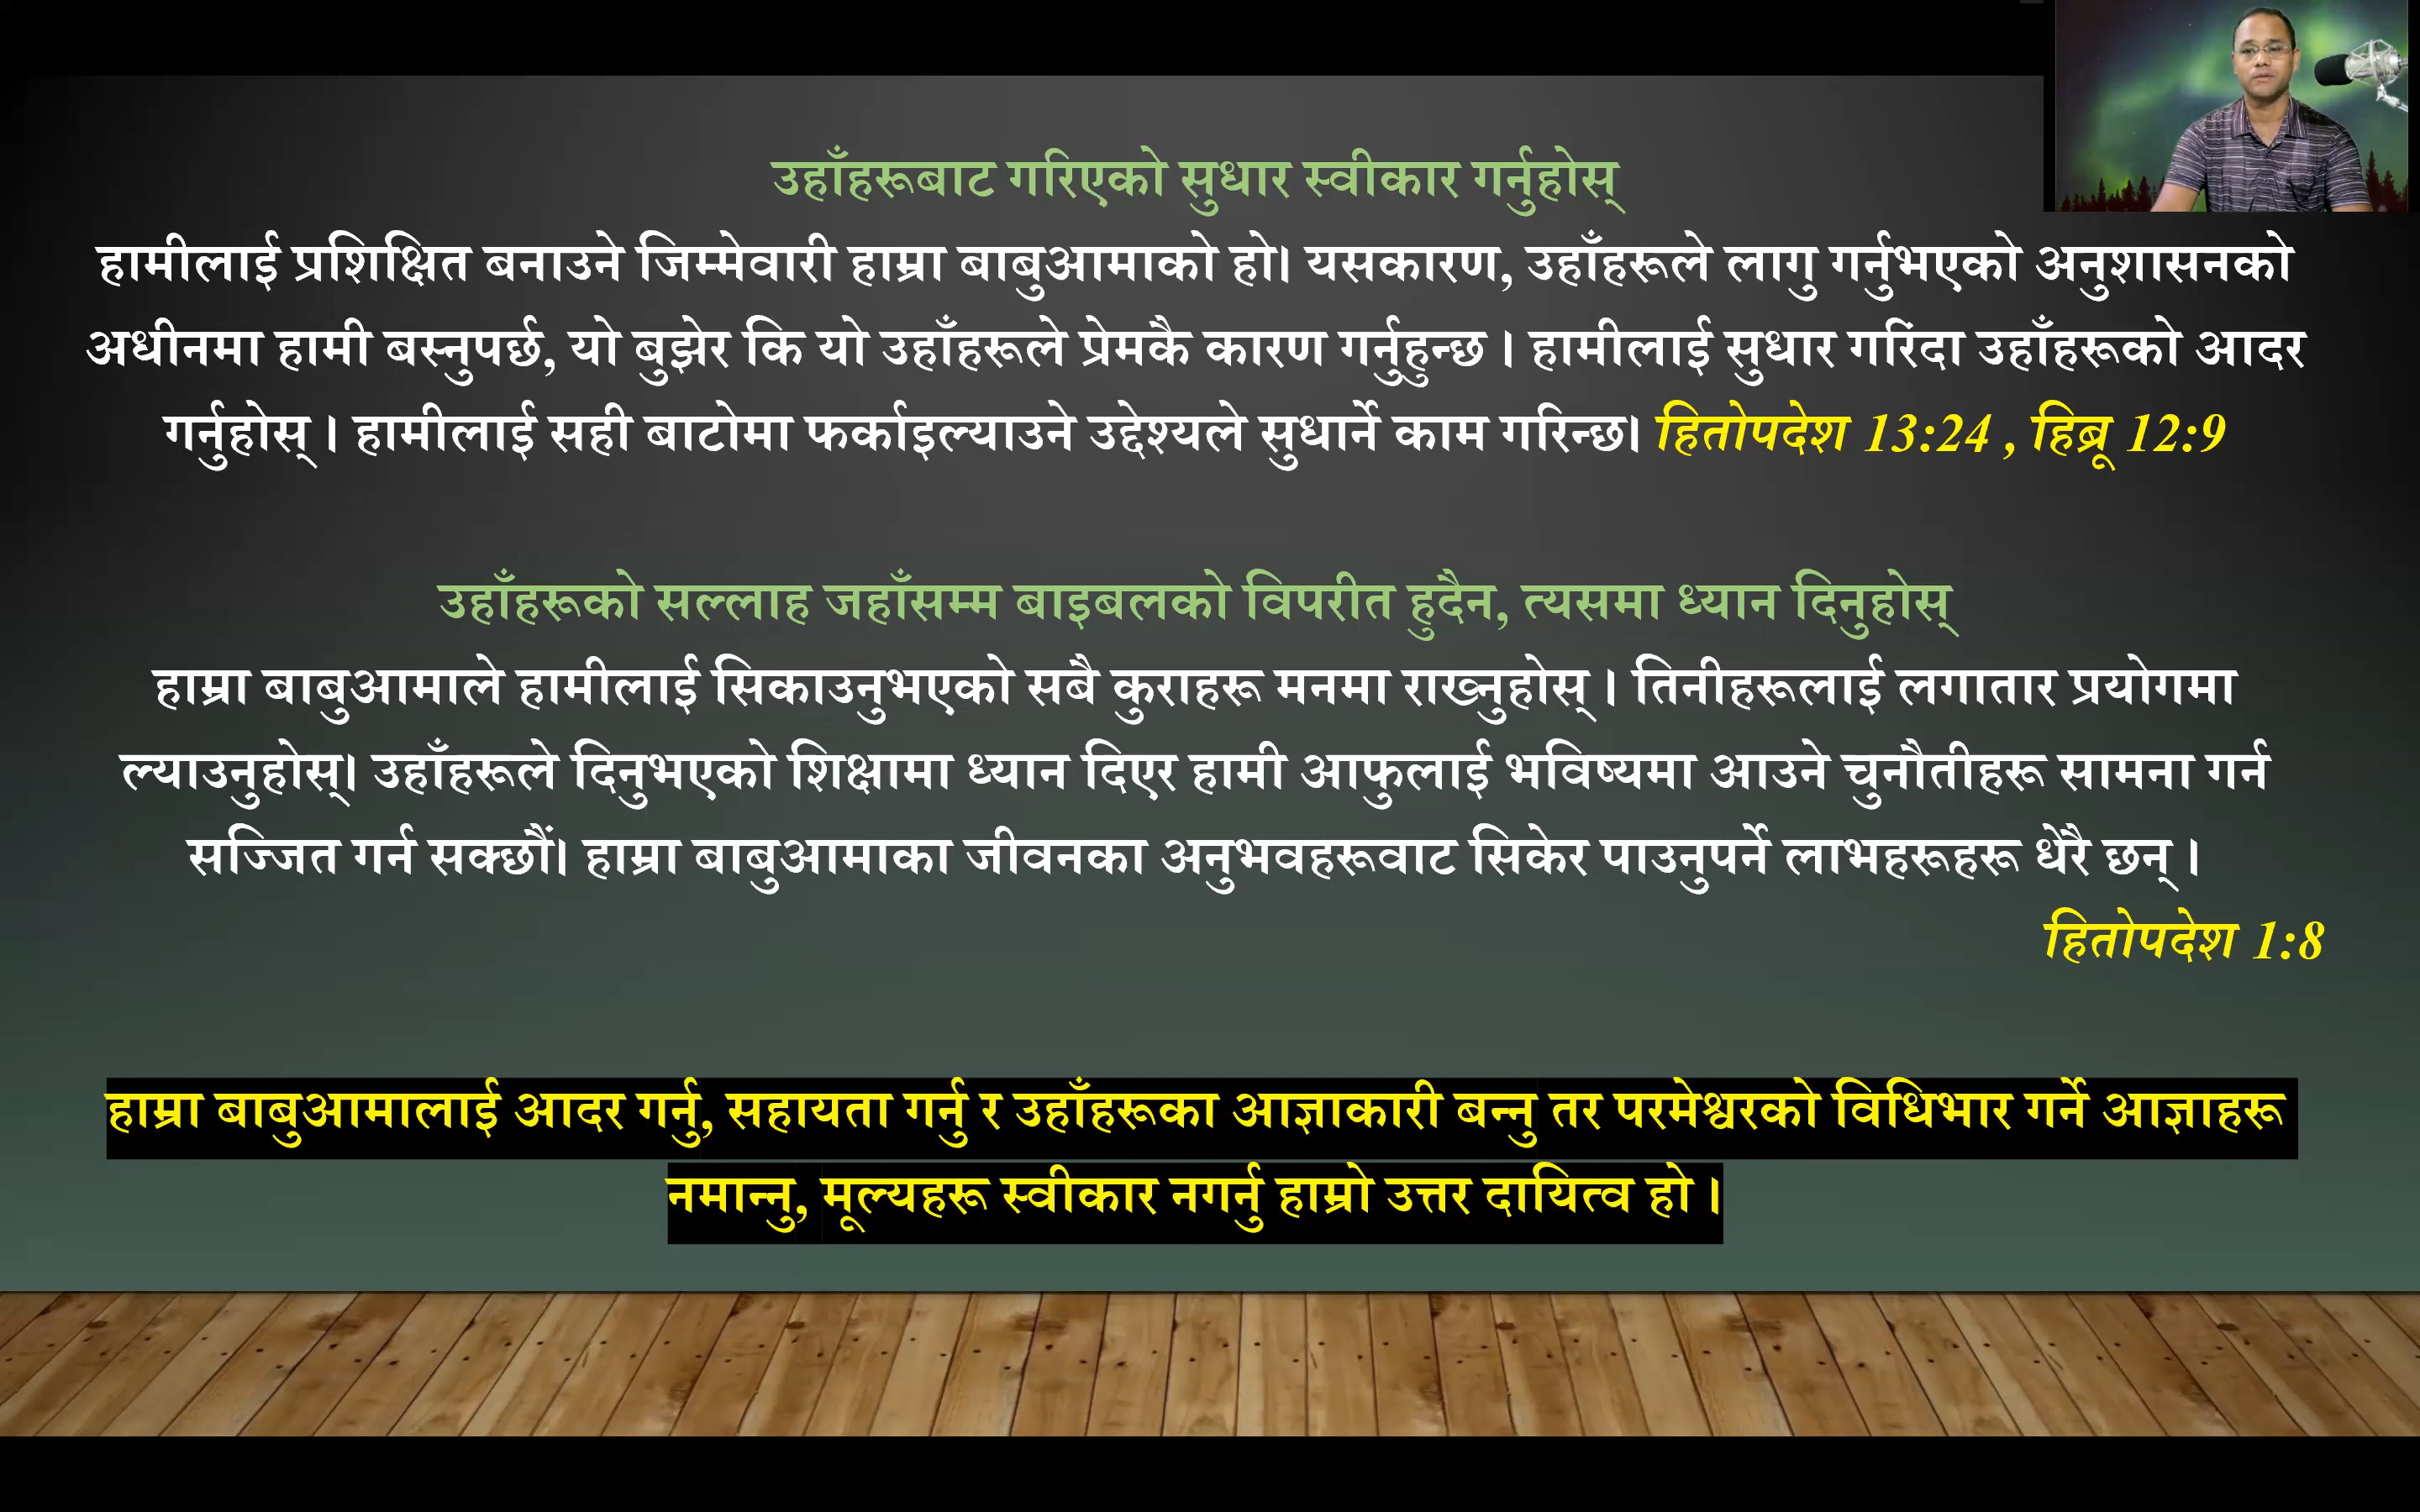 उहाँहरूबाट गरिएको सुधार स्वीकार गर्नुहोस्
हामीलाई प्रशिक्षित बनाउने जिम्मेवारी हाम्रा बाबुआमाको हो। यसकारण, उहाँहरूले लागु गर्नुभएको अनुशासनको
अधीनमा हामी बस्नुपर्छ, यो बुझेर कि यो उहाँहरूले प्रेमकै कारण गर्नुहुन्छ । हामीलाई सुधार गरिंदा उहाँहरूको आदर
गर्नुहोस् । हामीलाई सही बाटोमा फर्काइल्याउने उद्देश्यले सुधार्ने काम गरिन्छ। हितोपदेश 13:24 , हिब्रू 12:9
उहाँहरूको सल्लाह जहाँसम्म बाइबलको विपरीत हुदैन, त्यसमा ध्यान दिनुहोस्
हाम्रा बाबुआमाले हामीलाई सिकाउनुभएको सबै कुराहरू मनमा राख्नुहोस् । तिनीहरूलाई लगातार प्रयोगमा
ल्याउनुहोस्। उहाँहरूले दिनुभएको शिक्षामा ध्यान दिएर हामी आफुलाई भविष्यमा आउने चुनौतीहरू सामना गर्न
सज्जित गर्न सक्छौं। हाम्रा बाबुआमाका जीवनका अनुभवहरूवाट सिकेर पाउनुपर्ने लाभहरूहरू धेरै छन् ।
हितोपदेश 1:8
हाम्रा बाबुआमालाई आदर गर्नु, सहायता गर्नु र उहाँहरूका आज्ञाकारी बन्नु तर परमेश्वरको विधिभार गर्ने आज्ञाहरू
नमान्नु, मूल्यहरू स्वीकार नगर्नु हाम्रो उत्तर दायित्व हो ।